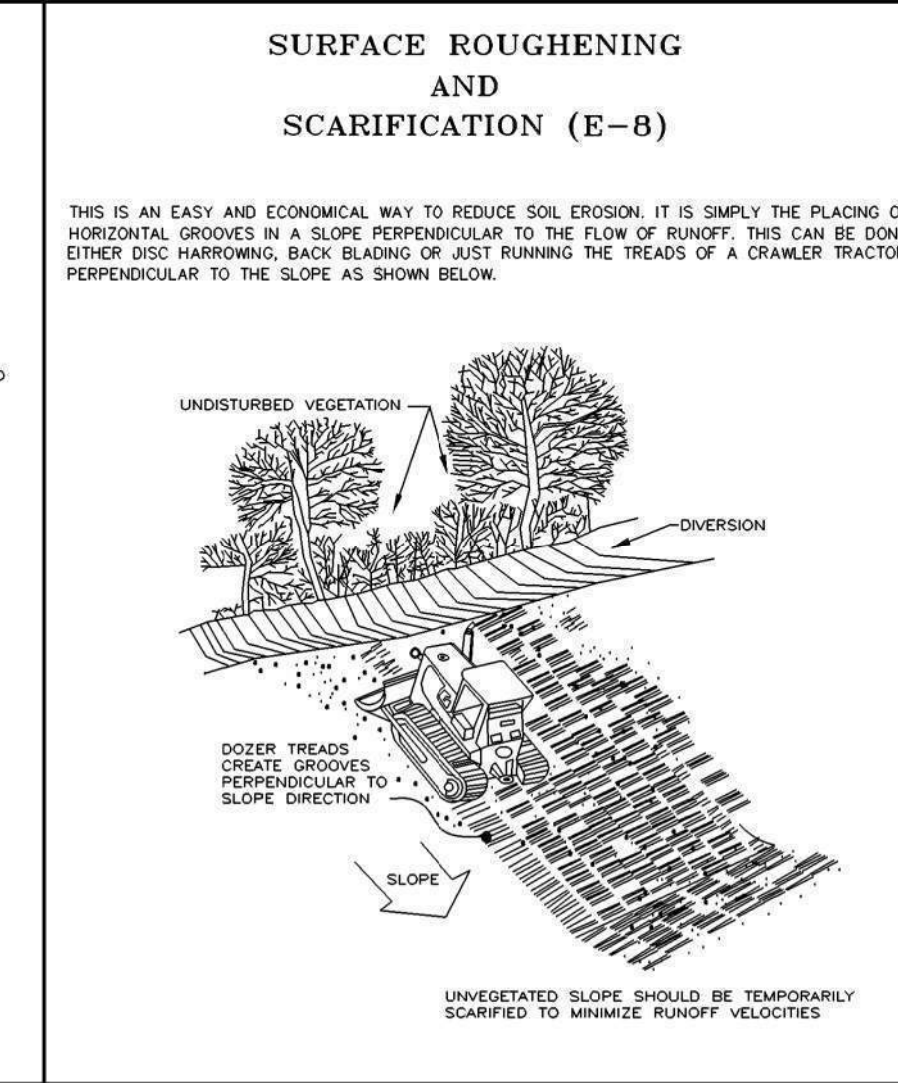 SURFACE ROUGHENING
AND
SCARIFICATION (E-8)
THIS IS AN EASY AND ECONOMICAL WAY TO REDUCE SOIL EROSION. IT IS SIMPLY THE PLACING
HORIZONTAL GROOVES IN A SLOPE PERPENDICULAR TO THE FLOW OF RUNOFF. THIS CAN BE DON
EITHER DISC HARROWING, BACK BLADING OR JUST RUNNING THE TREADS OF A CRAWLER TRACTO
PERPENDICULAR TO THE SLOPE AS SHOWN BELOW.
UNDISTURBED VEGETATION
DIVERSION
DOZER TREADS
CREATE GROOVES
PERPENDICULAR TO
SLOPE DIRECTION
SLOPE
UNVEGETATED SLOPE SHOULD BE TEMPORARILY
SCARIFIED TO MINIMIZE RUNOFF VELOCITIES